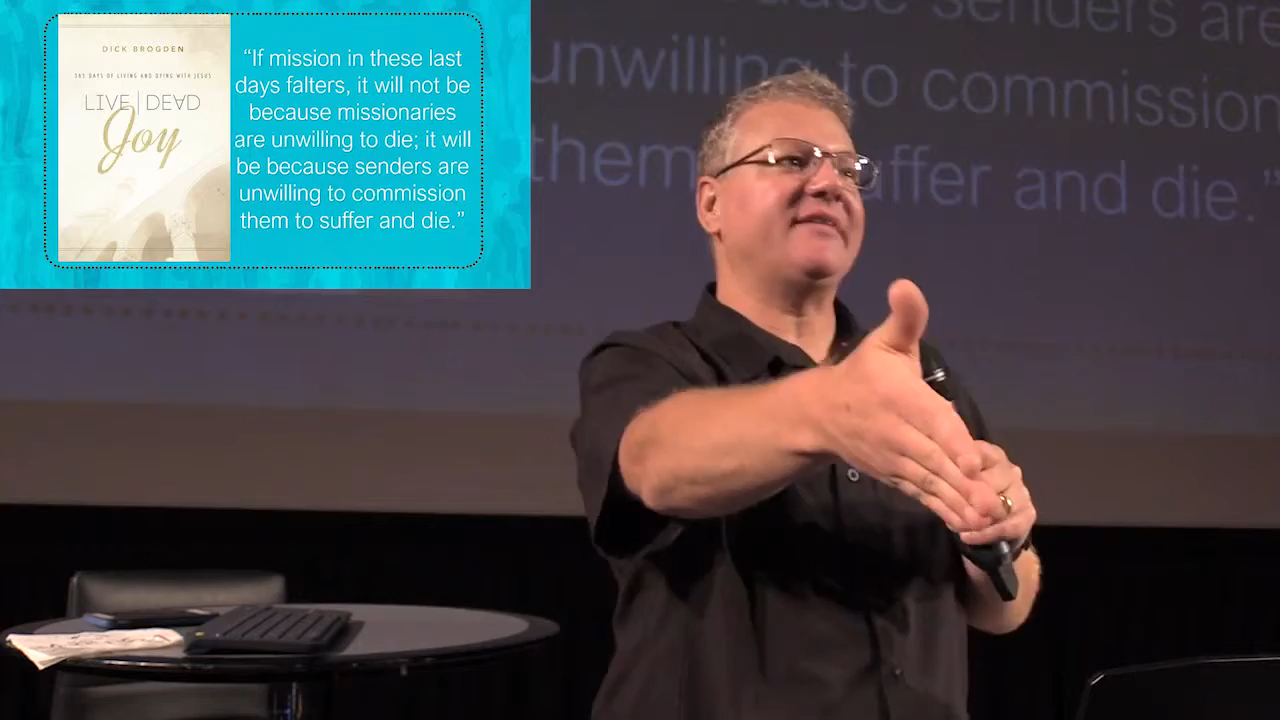 DICK BROGDEN
365 DAYS OF LIVING AND DYING WITH JESUS
LIVE | DEAD
Joy
“If mission in these last
days falters, it will not be
because missionaries
are unwilling to die; it will
be because senders are
unwilling to commission
them to suffer and die.”
senders are
unwilling to commission
them suffer and die.”